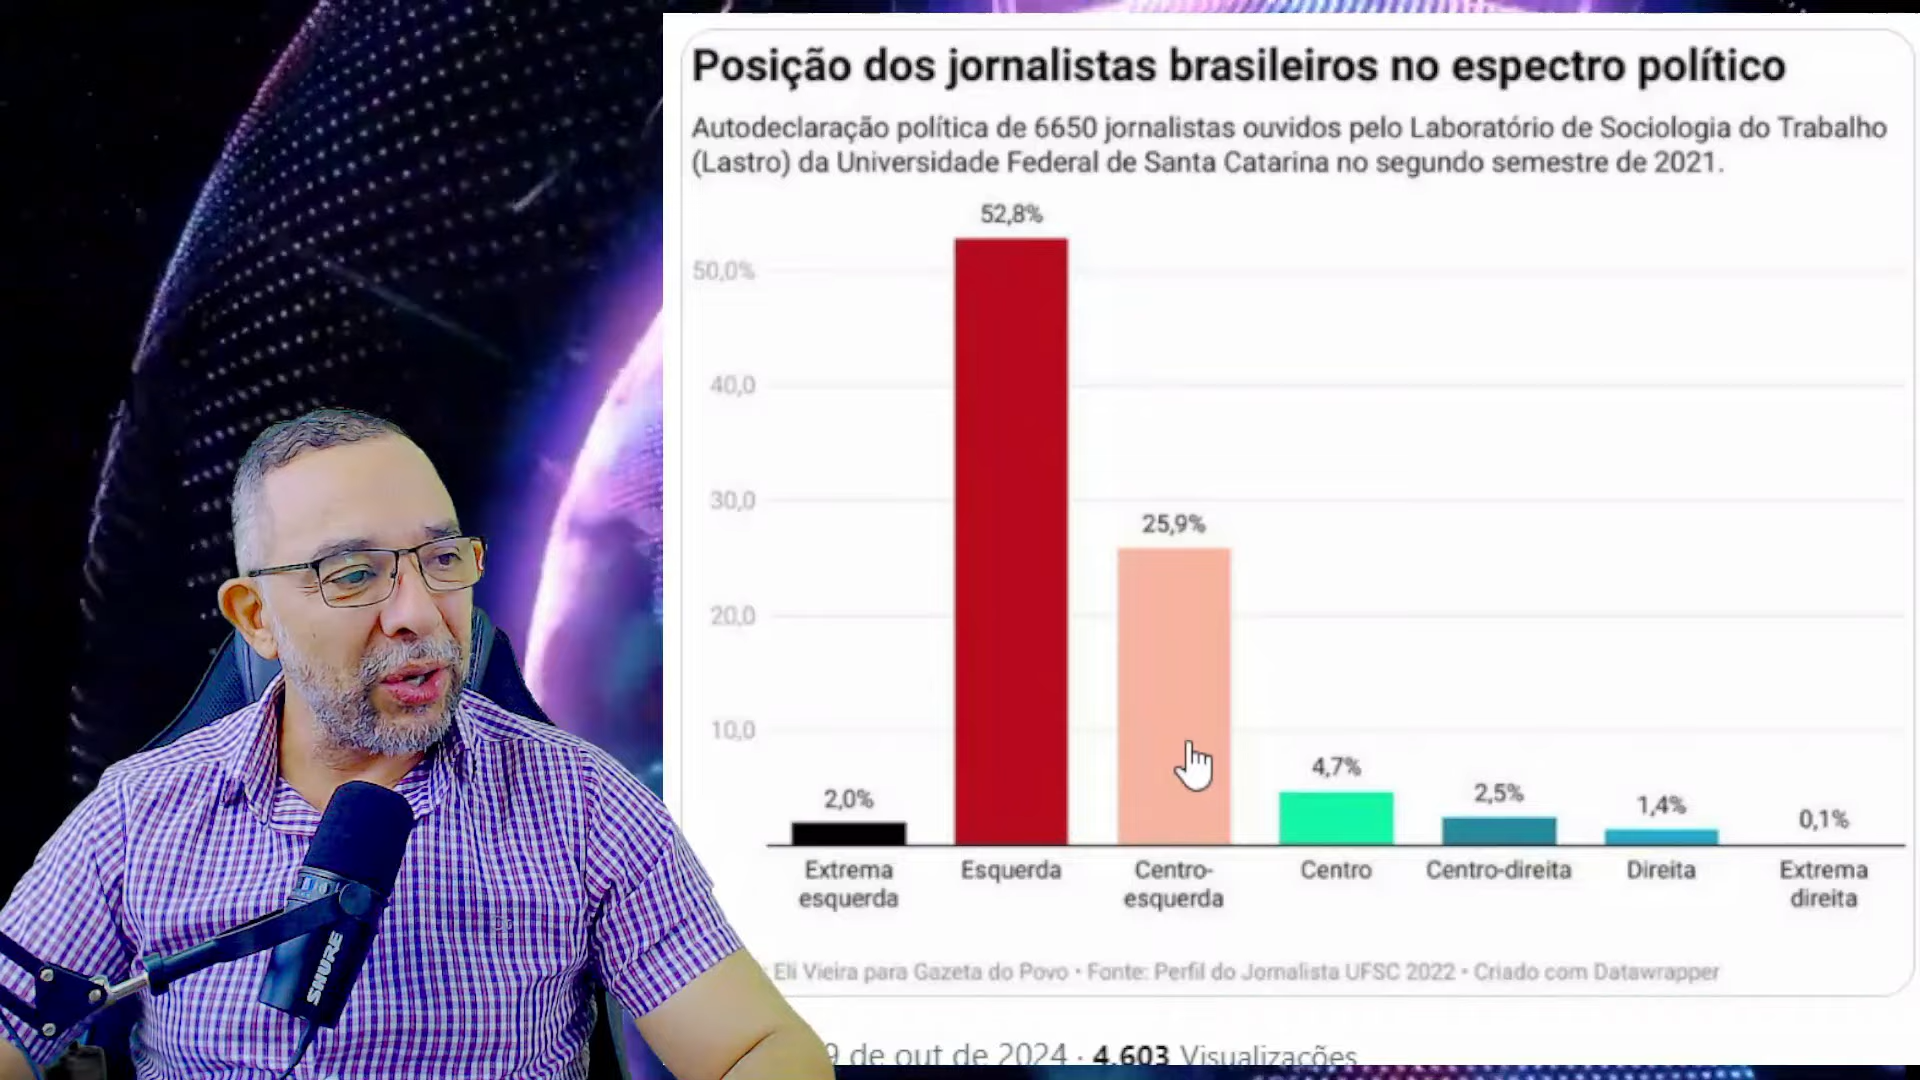 Posição dos jornalistas brasileiros no espectro político
Autodeclaração política de 6650 jornalistas ouvidos pelo Laboratório de Sociologia do Trabalho
(Lastro) da Universidade Federal de Santa Catarina no segundo semestre de 2021.
52,8%
50,0%
40,0
30,0
25,9%
20,0
10,0
4,7%
2,5%
2,0%
1,4%
0,1%
Extrema esquerda
Esquerda
Centro-esquerda
Centro
Centro-direita
Direita
Extrema direita
Eli Vieira para Gazeta do Povo • Fonte: Perfil do Jornalista UFSC 2022 • Criado com Datawrapper
9 de out de 2024 · 4.603 Visualizações
SHURE